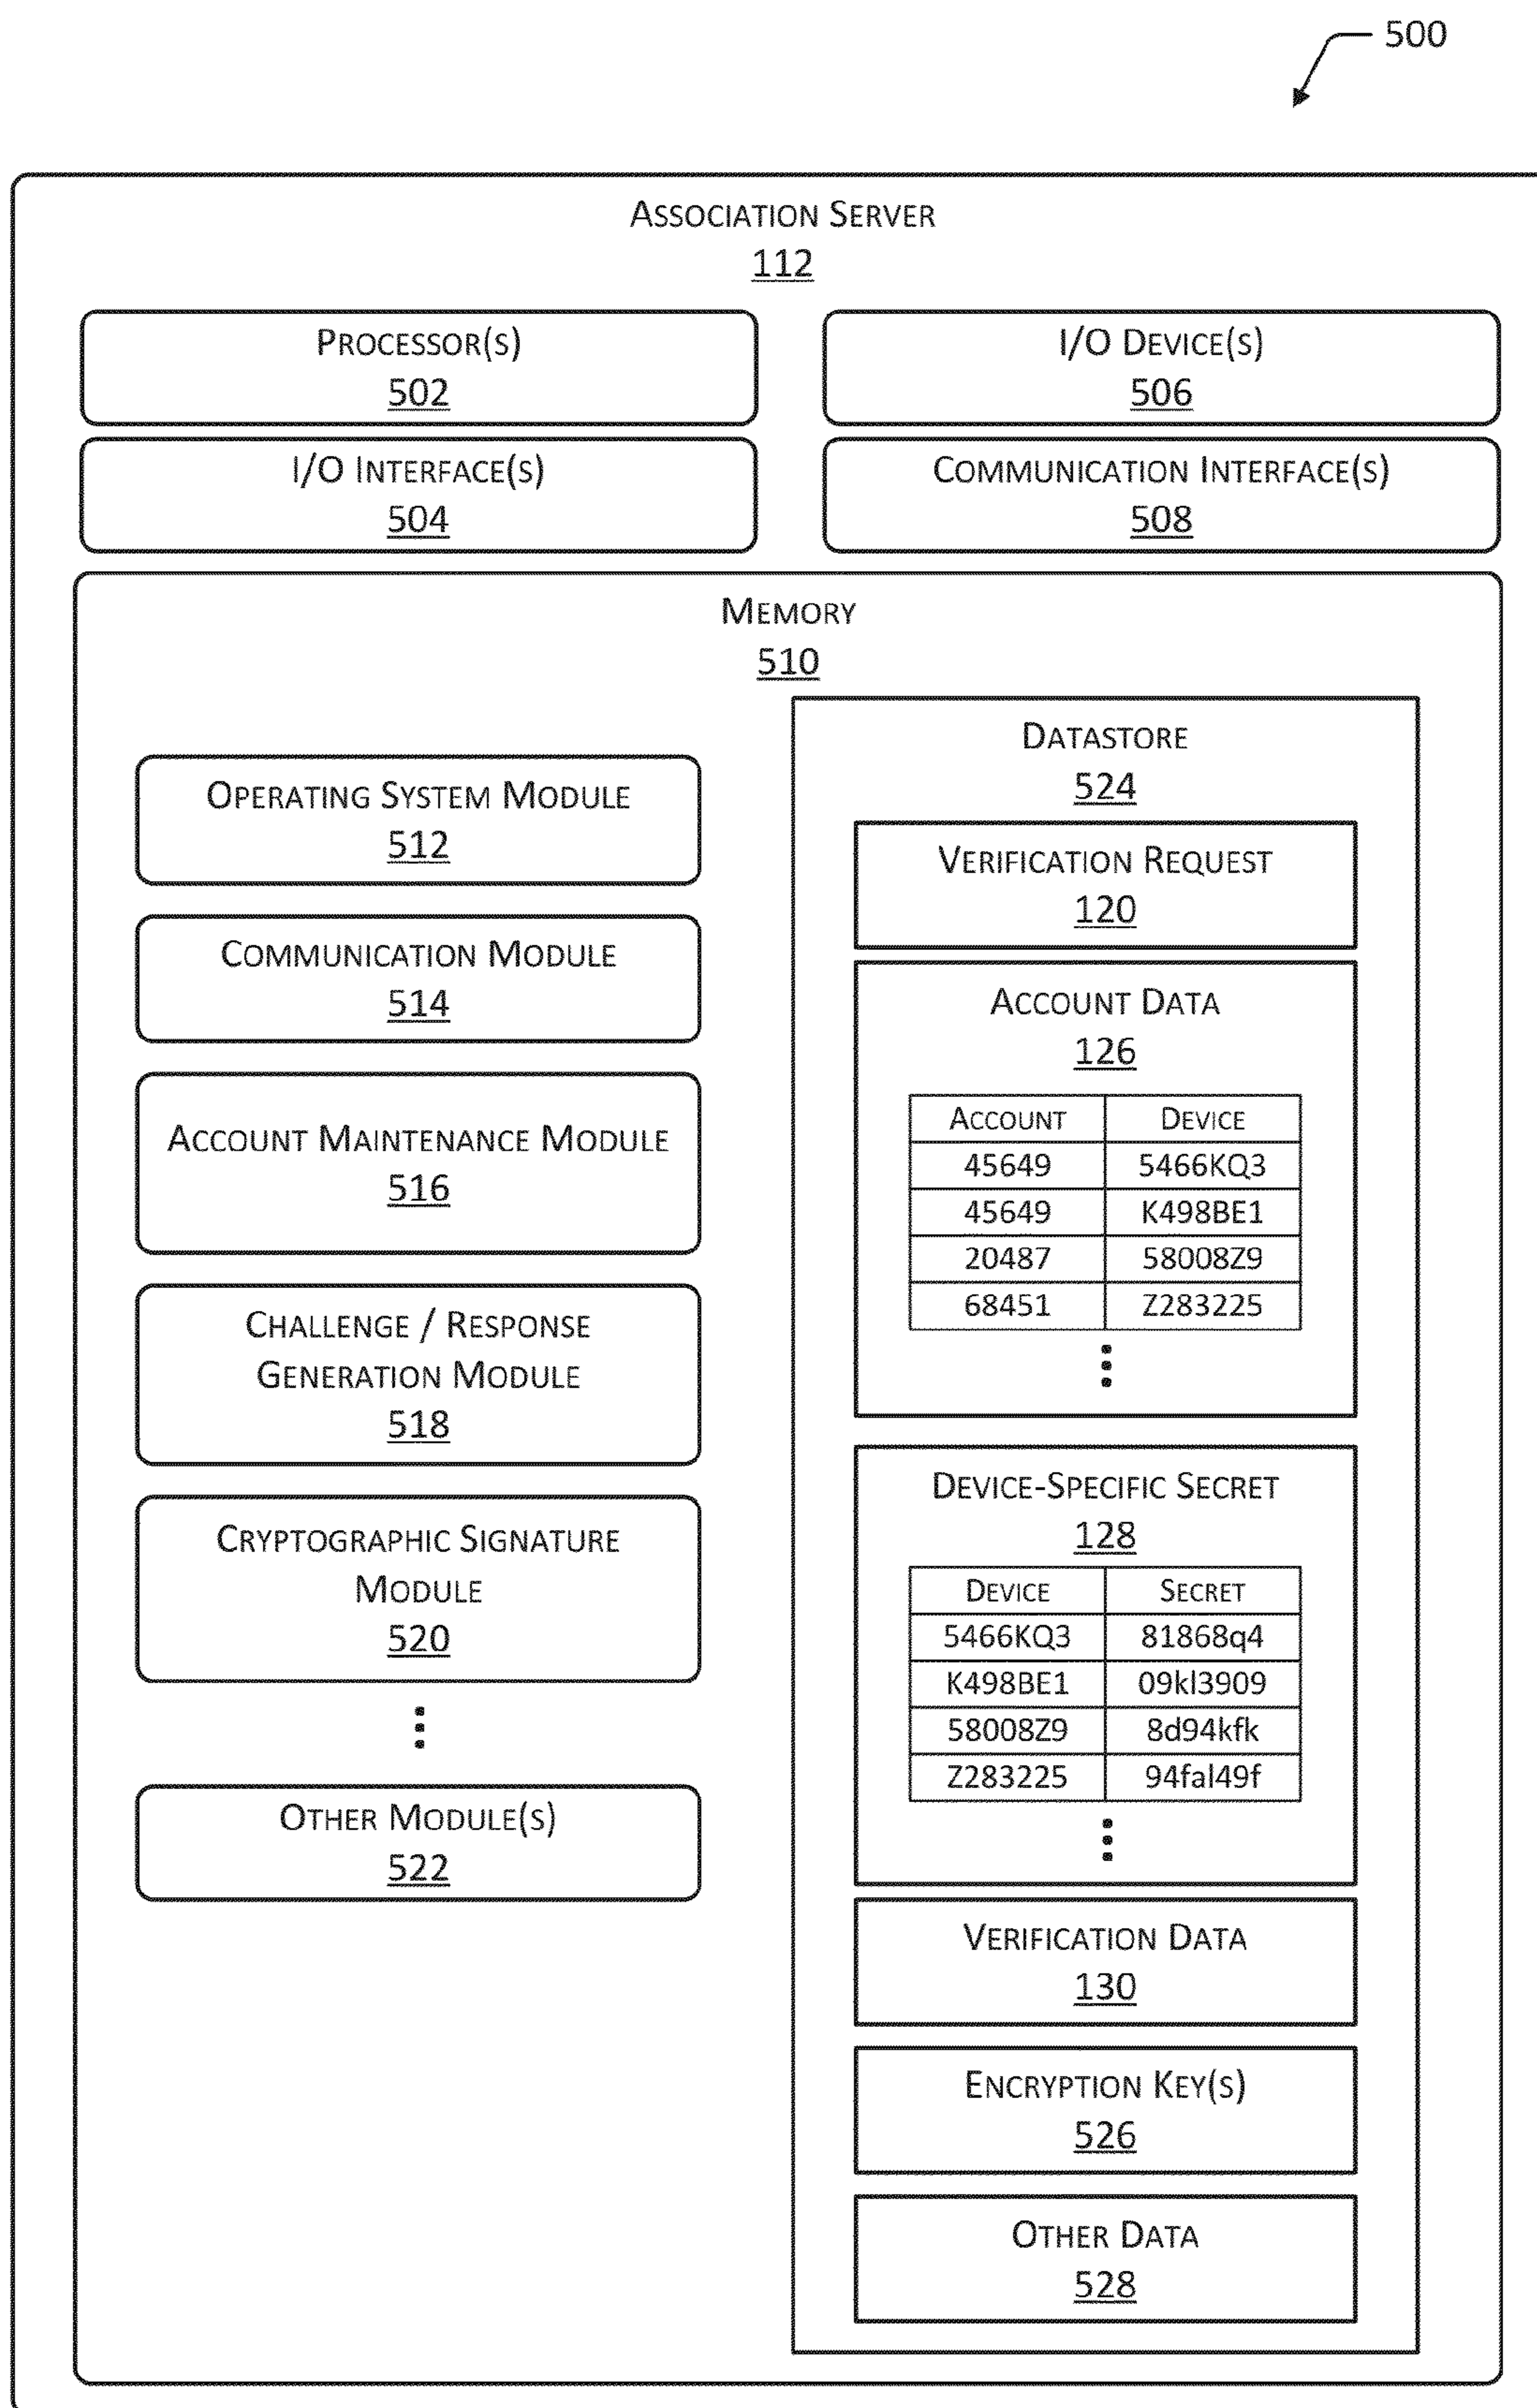 500
ASSOCIATION SERVER
112
PROCESSOR(S)
502
I/O DEVICE(S)
506
I/O INTERFACE(S)
504
COMMUNICATION INTERFACE(S)
508
MEMORY
510
OPERATING SYSTEM MODULE
512
COMMUNICATION MODULE
514
ACCOUNT MAINTENANCE MODULE
516
CHALLENGE / RESPONSE
GENERATION MODULE
518
CRYPTOGRAPHIC SIGNATURE
MODULE
520
OTHER MODULE(S)
522
DATASTORE
524
VERIFICATION REQUEST
120
ACCOUNT DATA
126
ACCOUNT DEVICE
45649 5466KQ3
45649 K498BE1
20487 58008Z9
68451 Z283225
DEVICE-SPECIFIC SECRET
128
DEVICE SECRET
5466KQ3 81868q4
K498BE1 09kl3909
58008Z9 8d94kfk
Z283225 94fal49f
VERIFICATION DATA
130
ENCRYPTION KEY(S)
526
OTHER DATA
528